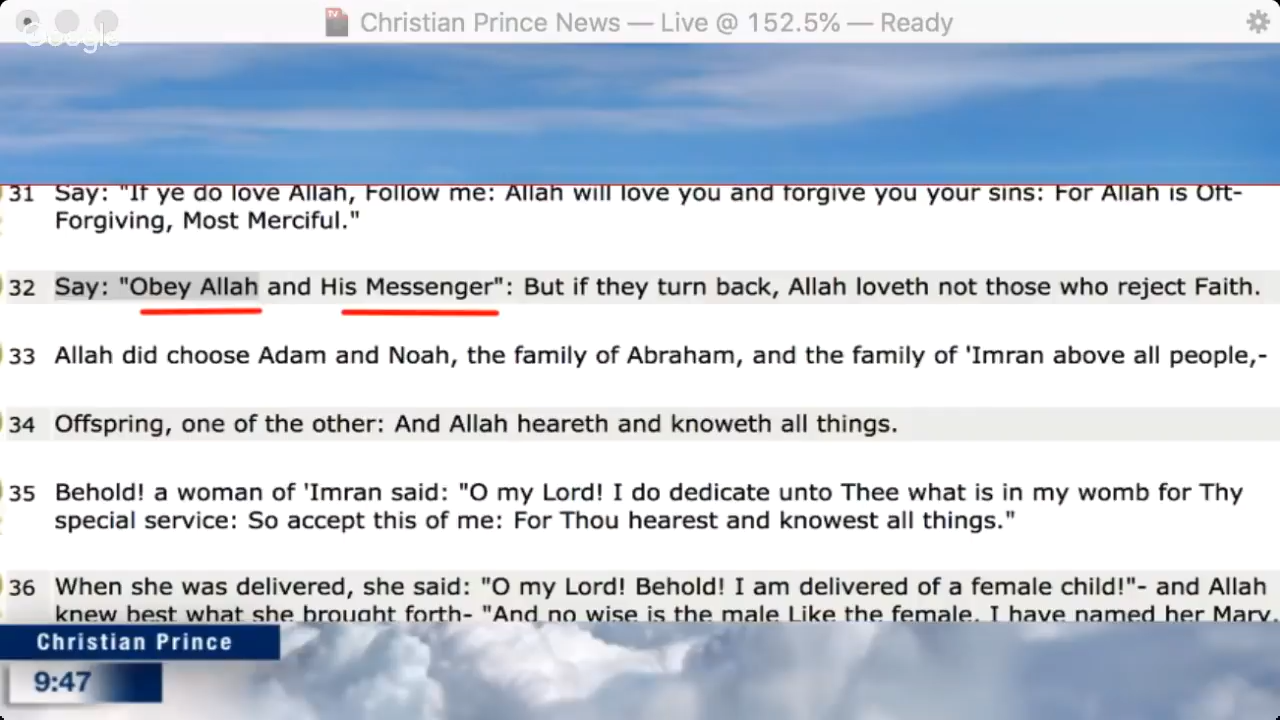 Christian Prince News — Live @ 152.5% — Ready
Google
31 Say: "If ye do love Allah, Follow me: Allah will love you and forgive you your sins: For Allah is Oft-
Forgiving, Most Merciful."
32 Say: "Obey Allah and His Messenger": But if they turn back, Allah loveth not those who reject Faith.
33 Allah did choose Adam and Noah, the family of Abraham, and the family of 'Imran above all people,-
34 Offspring, one of the other: And Allah heareth and knoweth all things.
35 Behold! a woman of 'Imran said: "O my Lord! I do dedicate unto Thee what is in my womb for Thy
special service: So accept this of me: For Thou hearest and knowest all things."
36 When she was delivered, she said: "O my Lord! Behold! I am delivered of a female child!"- and Allah
knew best what she brought forth- "And no wise is the male Like the female. I have named her Mary,
Christian Prince
9:47